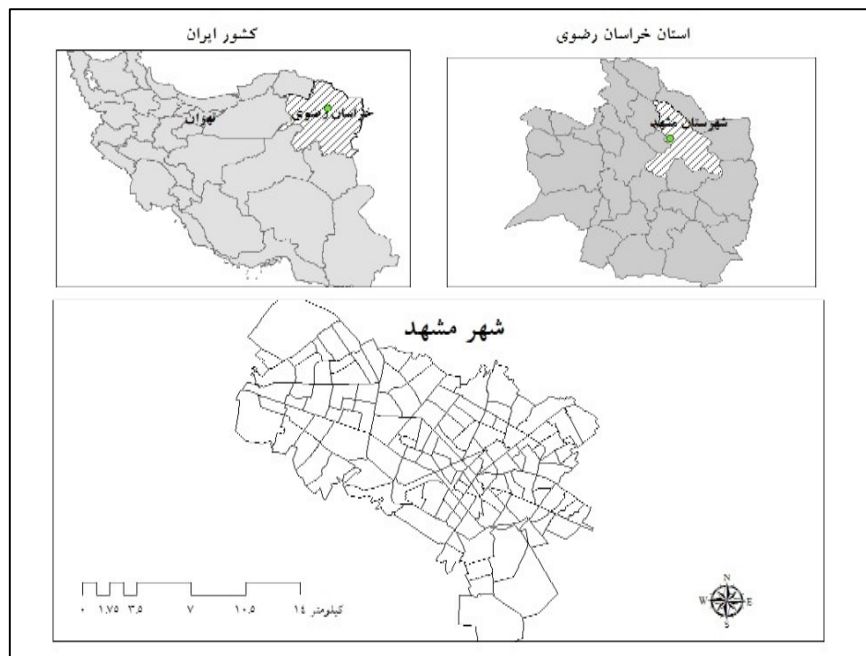 استان خراسان رضوی
کشور ایران
شهرستان مشهد
خراسان رضوی
تهران
شهر مشهد
۰ ۱,۷۵ ۳,۵ ۷ ۱۰,۵ ۱۴ کیلومتر
N
W E
S